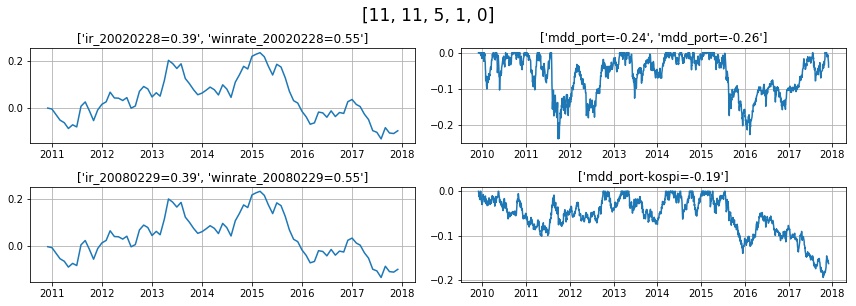 [11, 11, 5, 1, 0]
['ir_20020228=0.39', 'winrate_20020228=0.55']
0.2
0.0
2011 2012 2013 2014 2015 2016 2017 2018
['mdd_port=-0.24', 'mdd_port=-0.26']
0.0
−0.1
−0.2
2010 2011 2012 2013 2014 2015 2016 2017 2018
['ir_20080229=0.39', 'winrate_20080229=0.55']
0.2
0.0
2011 2012 2013 2014 2015 2016 2017 2018
['mdd_port-kospi=-0.19']
0.0
−0.1
−0.2
2010 2011 2012 2013 2014 2015 2016 2017 2018